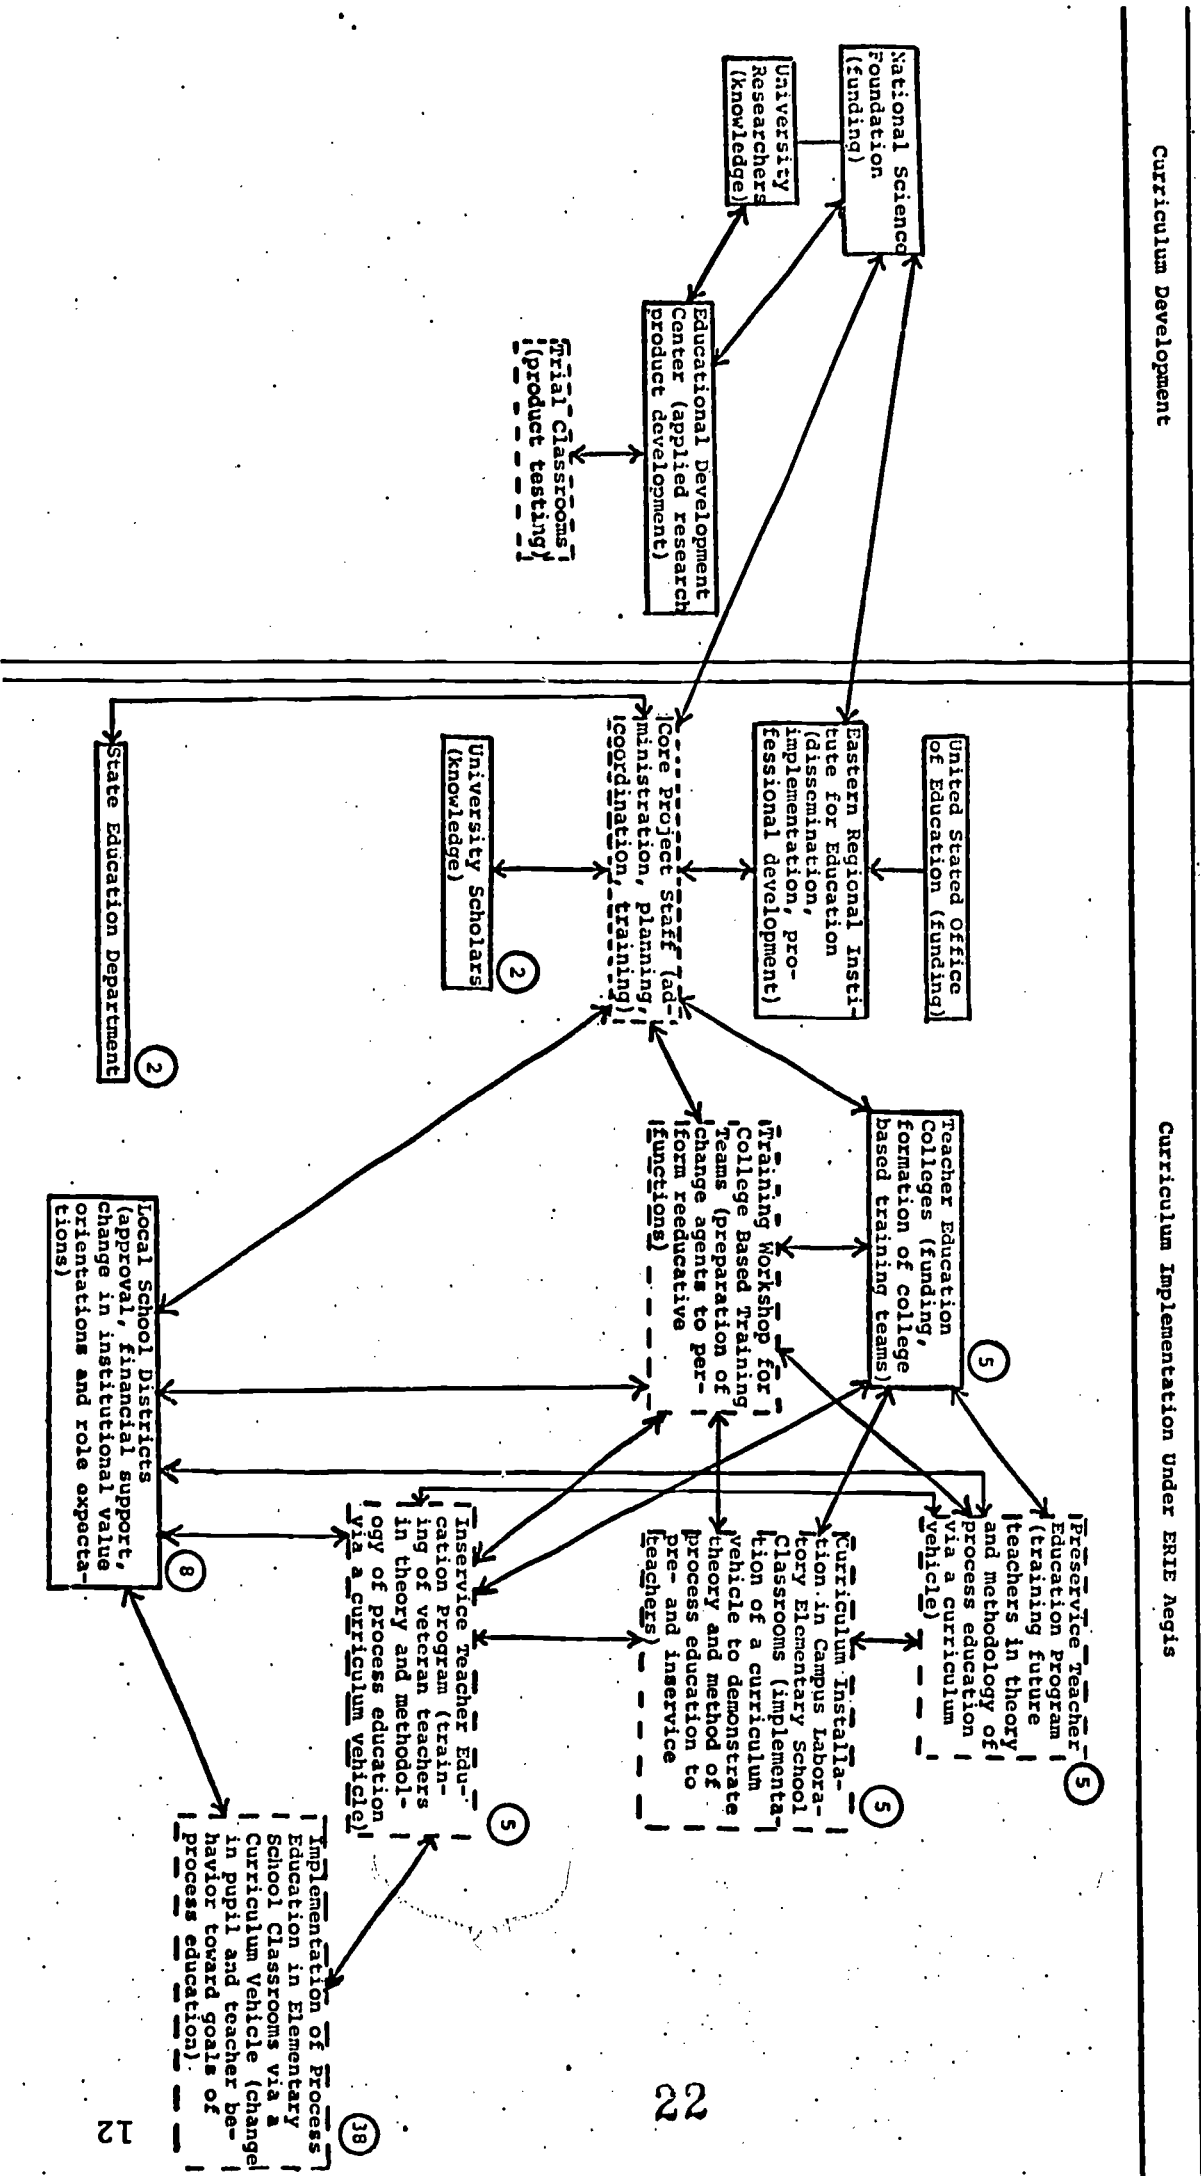 Curriculum Development
National Science
Foundation
(funding)
University
Researchers
(knowledge)
Educational Development
Center (applied research
product development)
Trial Classrooms
(product testing)
Curriculum Implementation Under ERIE Aegis
United Stated Office
of Education (funding)
Eastern Regional Insti-
tute for Education
(dissemination,
implementation, pro-
fessional development)
Core Project Staff (ad-
ministration, planning,
coordination, training)
University Scholars
(knowledge)
2
State Education Department
2
Teacher Education
Colleges (funding,
formation of college
based training teams)
5
Training Workshop for
College Based Training
Teams (preparation of
change agents to per-
form reeducative
functions)
Local School Districts
(approval, financial support,
change in institutional value
orientations and role expecta-
tions)
8
Preservice Teacher
Education Program
(training future
teachers in theory
and methodology of
process education
via a curriculum
vehicle)
5
Curriculum Installa-
tion in Campus Labora-
tory Elementary School
Classrooms (implementa-
tion of a curriculum
vehicle to demonstrate
theory and method of
process education to
pre- and inservice
teachers)
5
Inservice Teacher Edu-
cation Program (train-
ing of veteran teachers
in theory and methodol-
ogy of process education
via a curriculum vehicle)
5
Implementation of Process
Education in Elementary
School Classrooms via a
Curriculum Vehicle (change
in pupil and teacher be-
havior toward goals of
process education)
38
22
12